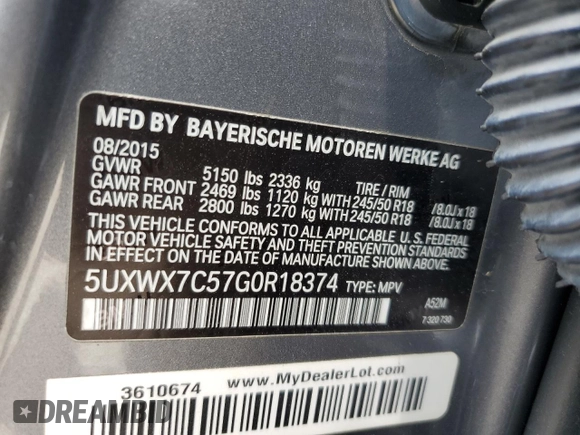 MFD BY BAYERISCHE MOTOREN WERKE AG
08/2015
GVWR 5150 lbs 2336 kg TIRE / RIM
GAWR FRONT 2469 lbs 1120 kg WITH 245/50 R18 /8.0J x 18
GAWR REAR 2800 lbs 1270 kg WITH 245/50 R18 /8.0J x 18
THIS VEHICLE CONFORMS TO ALL APPLICABLE U.S. FEDERAL
MOTOR VEHICLE SAFETY AND THEFT PREVENTION STANDARDS
IN EFFECT ON THE DATE OF MANUFACTURE SHOWN ABOVE.
5UXWX7C57G0R18374 TYPE: MPV
A52M
7 320 730
3610674 www.MyDealerLot.com
DREAMBID